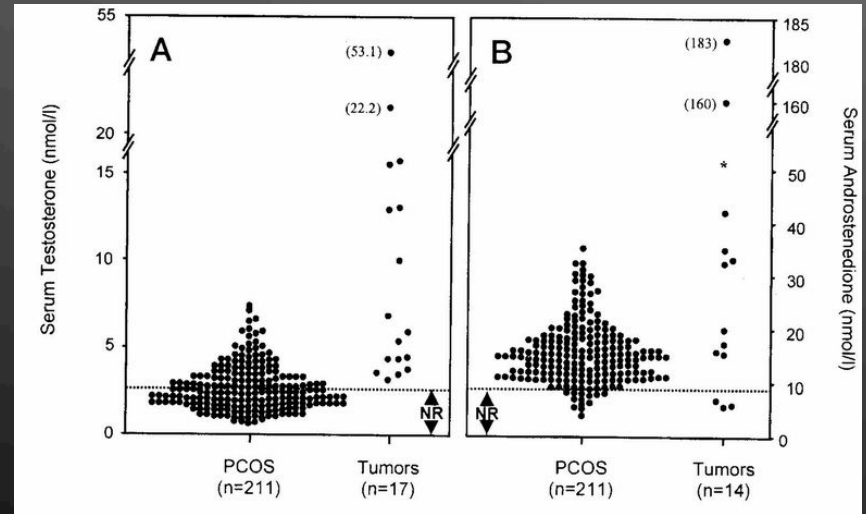 55
20
15
10
5
0
Serum Testosterone (nmol/l)
A
(53.1)
(22.2)
NR
PCOS
(n=211)
Tumors
(n=17)
B
(183)
(160)
*
NR
PCOS
(n=211)
Tumors
(n=14)
185
180
160
50
40
30
20
10
0
Serum Androstenedione (nmol/l)